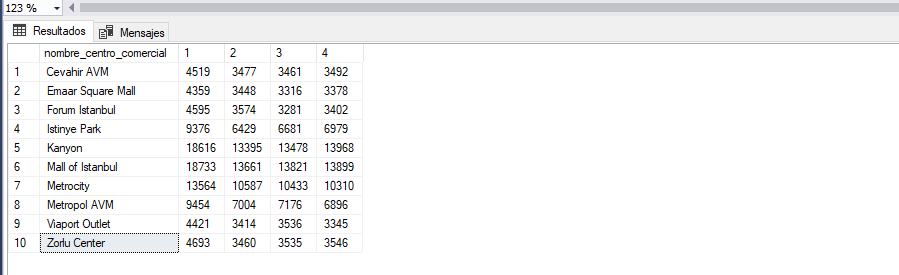 123 %
Resultados Mensajes
nombre_centro_comercial 1 2 3 4
1 Cevahir AVM 4519 3477 3461 3492
2 Emaar Square Mall 4359 3448 3316 3378
3 Forum Istanbul 4595 3574 3281 3402
4 Istinye Park 9376 6429 6681 6979
5 Kanyon 18616 13395 13478 13968
6 Mall of Istanbul 18733 13661 13821 13899
7 Metrocity 13564 10587 10433 10310
8 Metropol AVM 9454 7004 7176 6896
9 Viaport Outlet 4421 3414 3536 3345
10 Zorlu Center 4693 3460 3535 3546